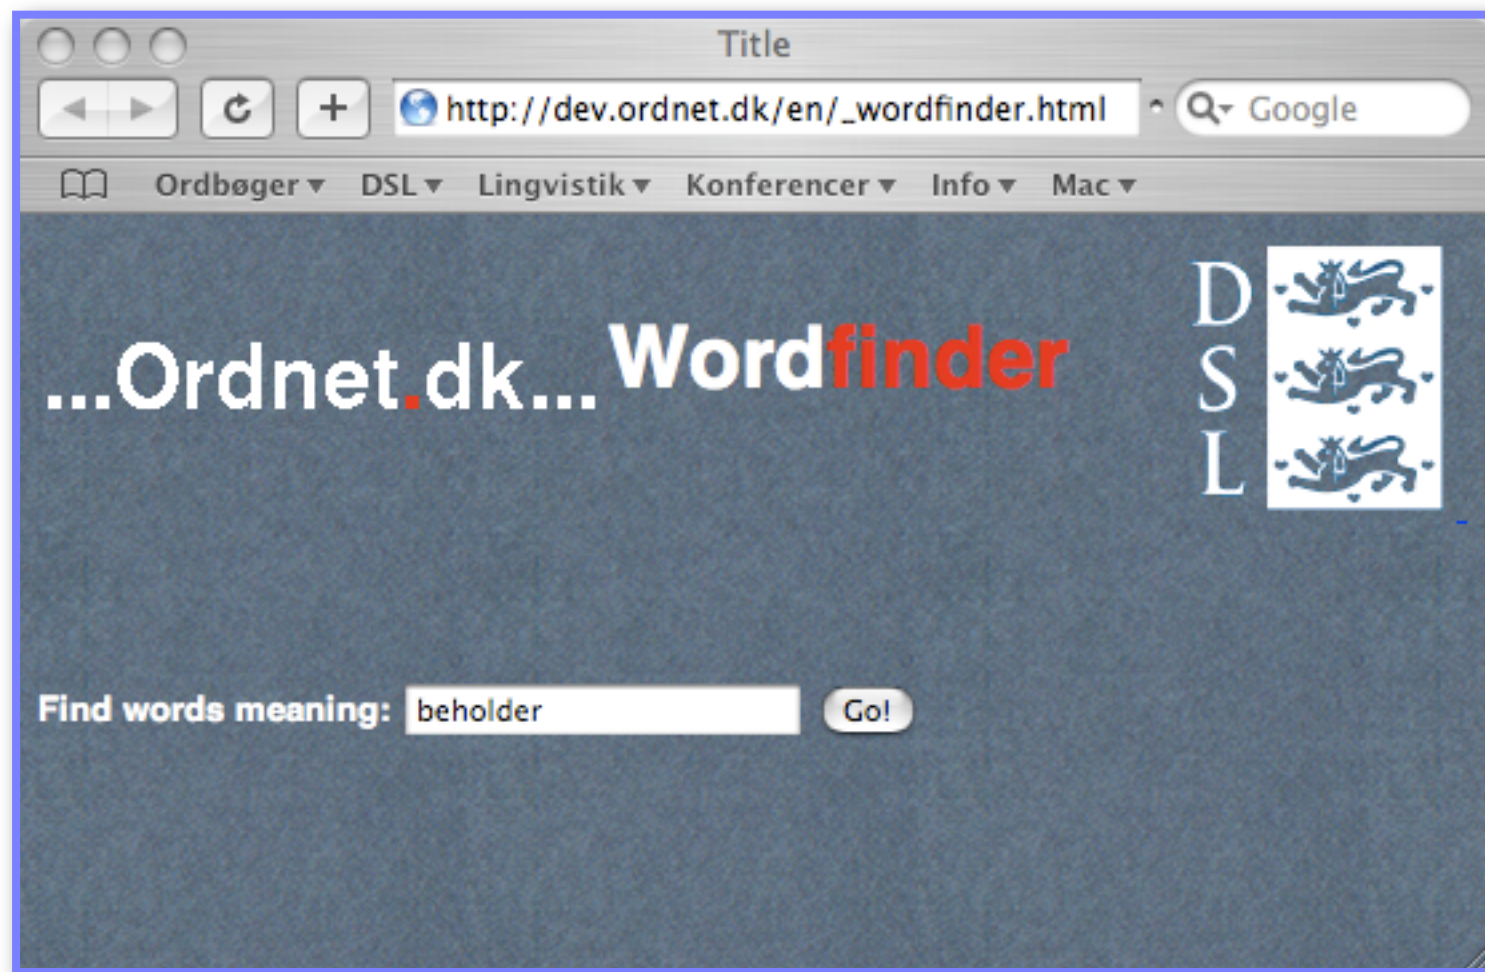 Title
http://dev.ordnet.dk/en/_wordfinder.html Google
Ordbøger DSL Lingvistik Konferencer Info Mac
...Ordnet.dk... Wordfinder
D
S
L
Find words meaning: beholder Go!